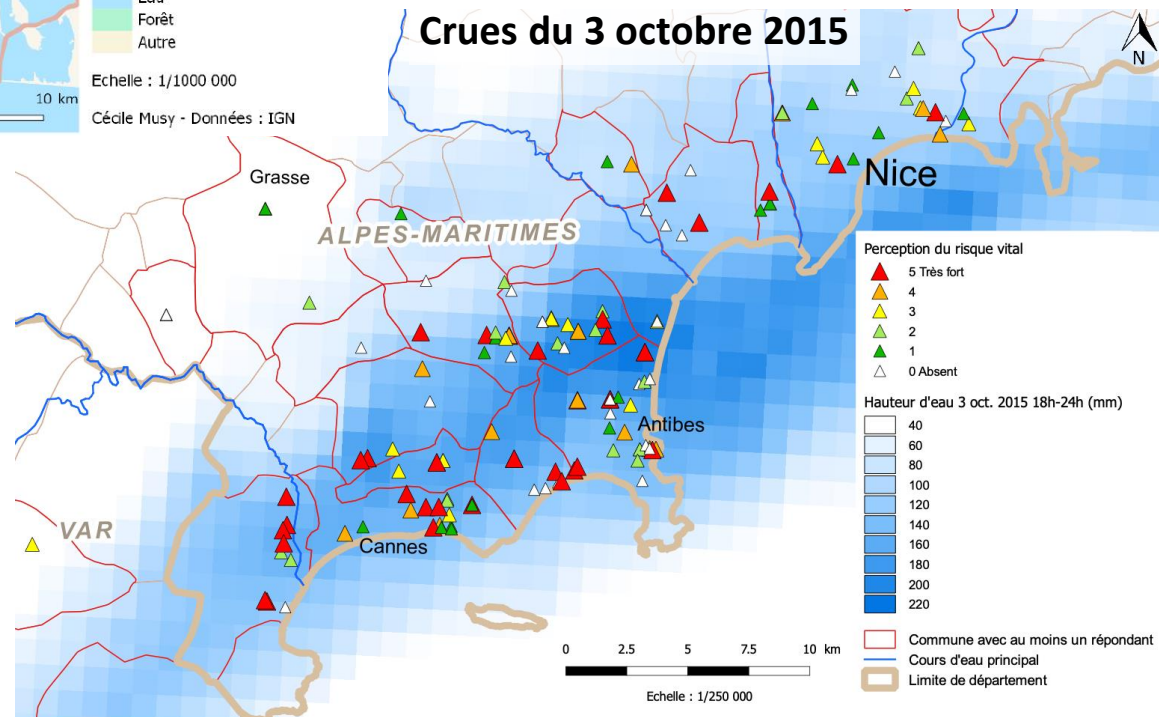 Eau
Forêt
Autre
Echelle : 1/1000 000
10 km
Cécile Musy - Données : IGN
Crues du 3 octobre 2015
N
Grasse
ALPES-MARITIMES
Nice
Antibes
VAR
Cannes
Perception du risque vital
5 Très fort
4
3
2
1
0 Absent
Hauteur d'eau 3 oct. 2015 18h-24h (mm)
40
60
80
100
120
140
160
180
200
220
Commune avec au moins un répondant
Cours d'eau principal
Limite de département
0 2.5 5 7.5 10 km
Echelle : 1/250 000